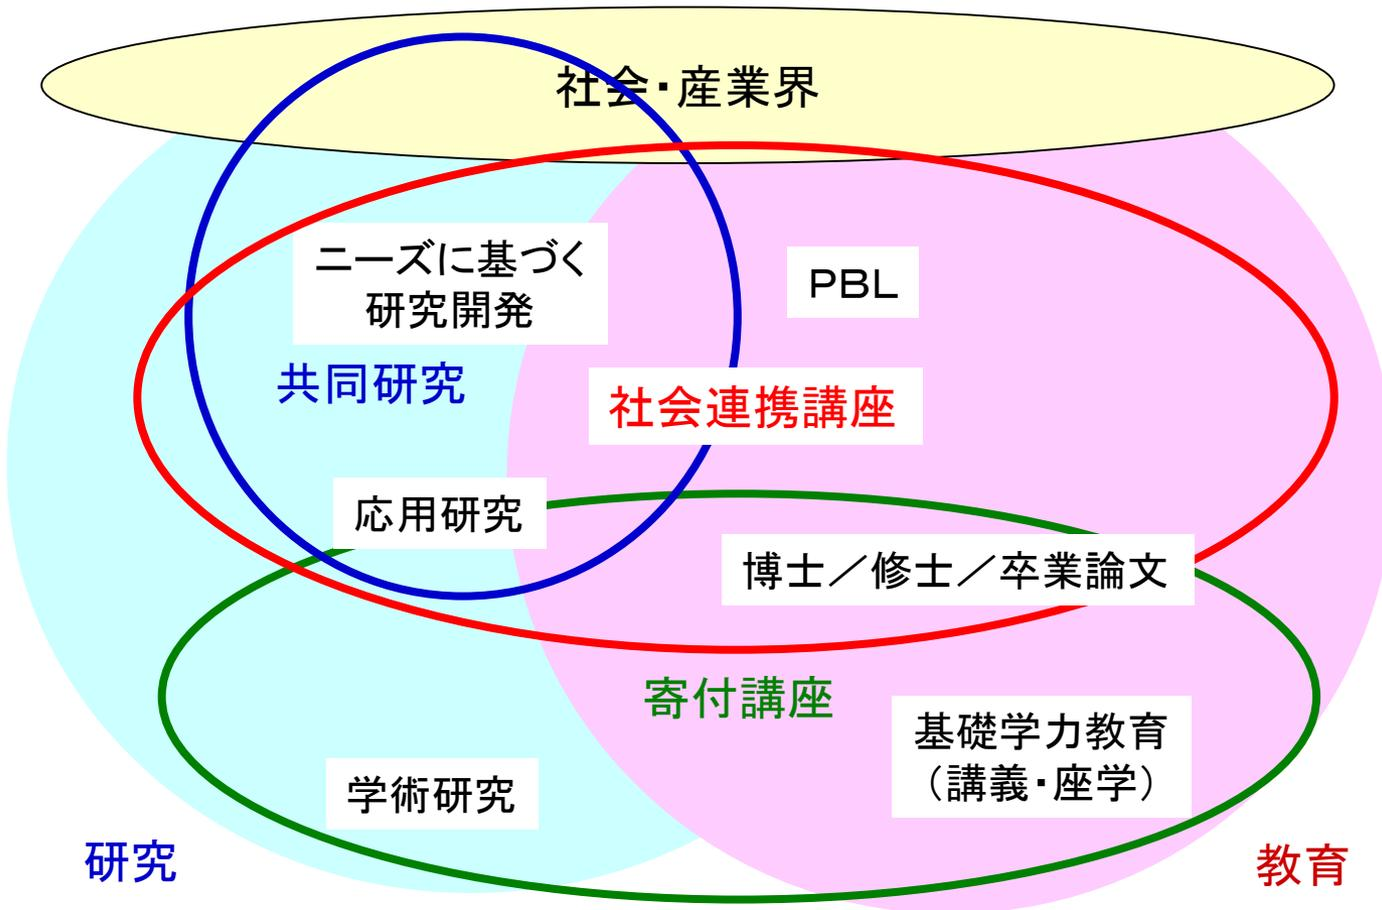 社会・産業界
ニーズに基づく
研究開発
PBL
共同研究
社会連携講座
応用研究
博士／修士／卒業論文
寄付講座
基礎学力教育
（講義・座学）
学術研究
研究
教育